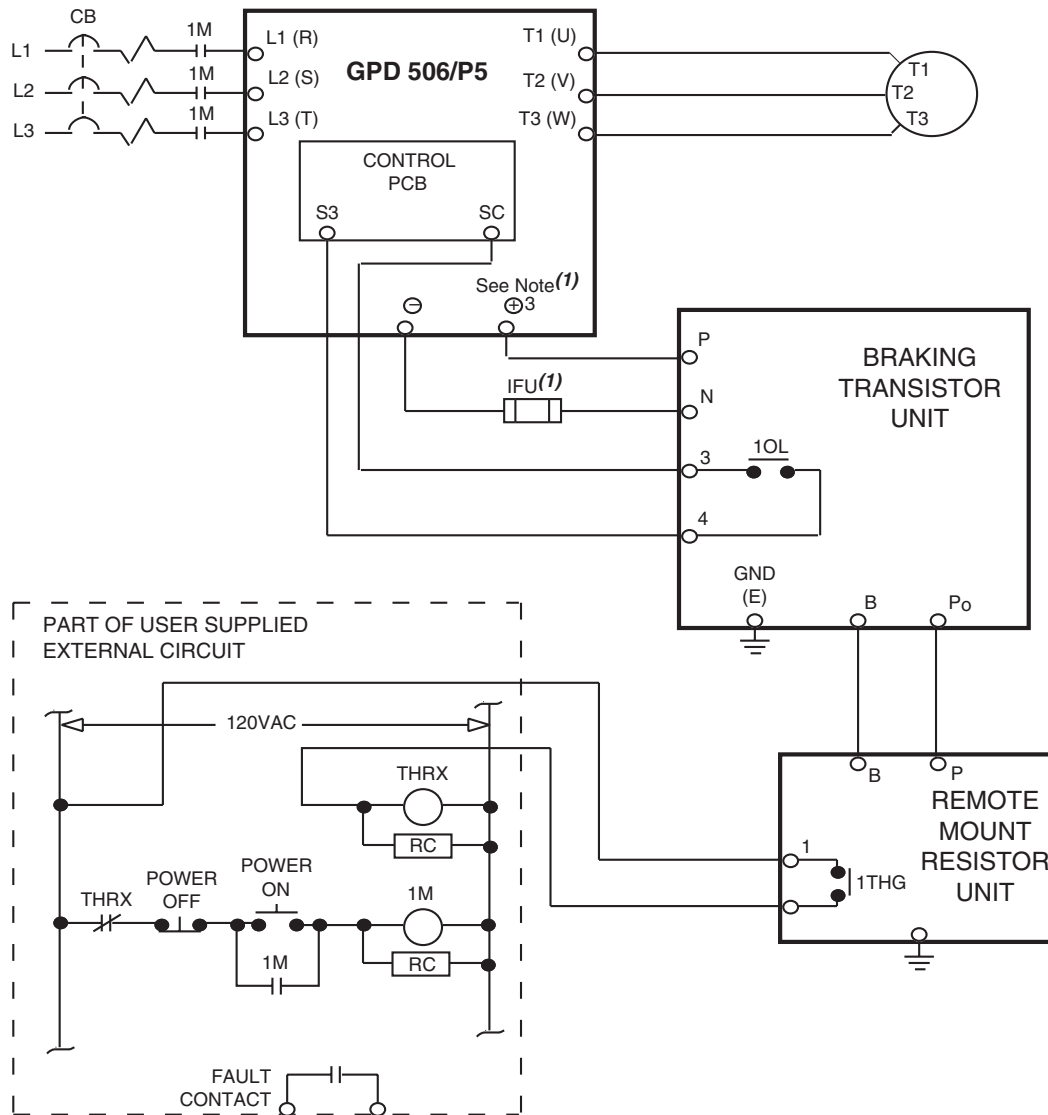 CB
1M
L1
L1 (R)
T1 (U)
T1
GPD 506/P5
1M
L2
L2 (S)
T2 (V)
T2
1M
L3
L3 (T)
T3 (W)
T3
CONTROL
PCB
S3
SC
See Note(1)
−
+ 3
P
BRAKING
TRANSISTOR
UNIT
IFU(1)
N
1OL
3
4
GND
(E)
B
Po
PART OF USER SUPPLIED
EXTERNAL CIRCUIT
120VAC
THRX
RC
B
P
REMOTE
MOUNT
RESISTOR
UNIT
1
1THG
THRX
POWER
OFF
POWER
ON
1M
RC
1M
FAULT
CONTACT